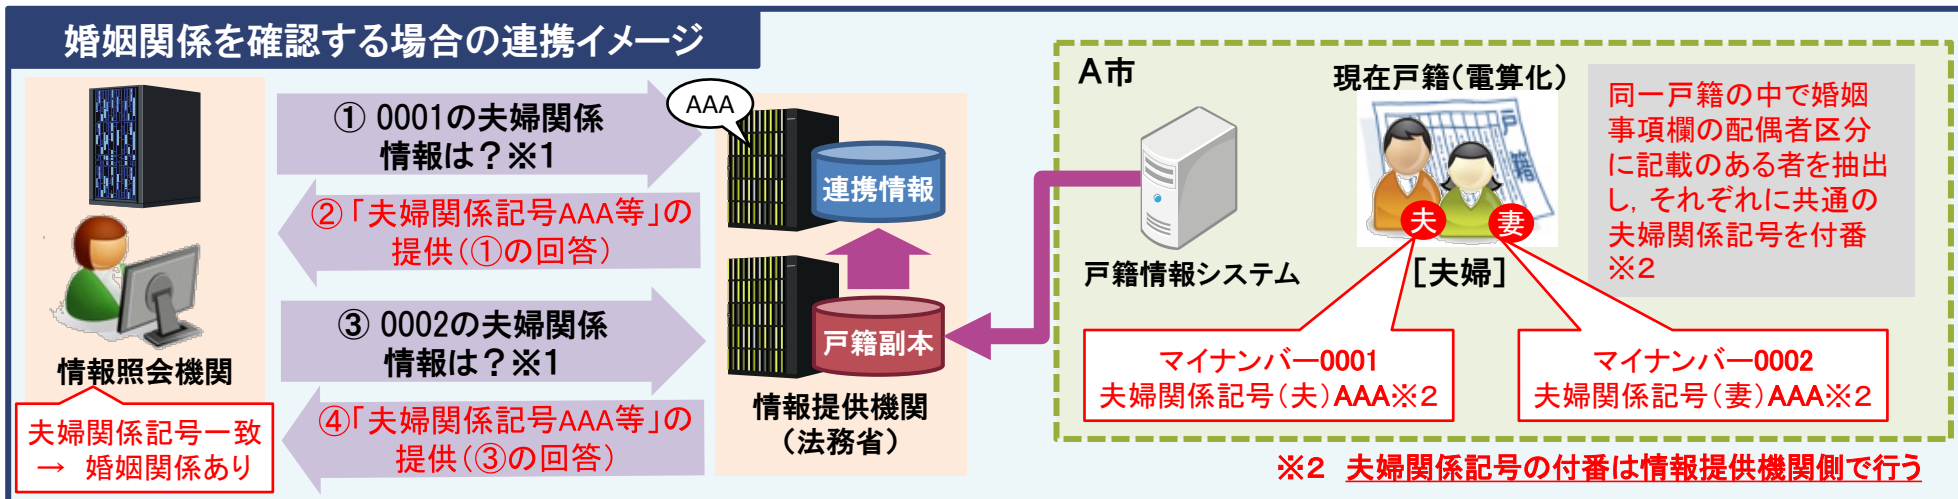 婚姻関係を確認する場合の連携イメージ
① 0001の夫婦関係
情報は？※1
②「夫婦関係記号AAA等」の
提供（①の回答）
③ 0002の夫婦関係
情報は？※1
④「夫婦関係記号AAA等」の
提供（③の回答）
情報照会機関
夫婦関係記号一致
→ 婚姻関係あり
AAA
連携情報
戸籍副本
情報提供機関
（法務省）
A市
戸籍情報システム
現在戸籍（電算化）
戸籍
夫
妻
［夫婦］
同一戸籍の中で婚姻
事項欄の配偶者区分
に記載のある者を抽出
し，それぞれに共通の
夫婦関係記号を付番
※２
マイナンバー0001
夫婦関係記号（夫）AAA※２
マイナンバー0002
夫婦関係記号（妻）AAA※２
※２ 夫婦関係記号の付番は情報提供機関側で行う